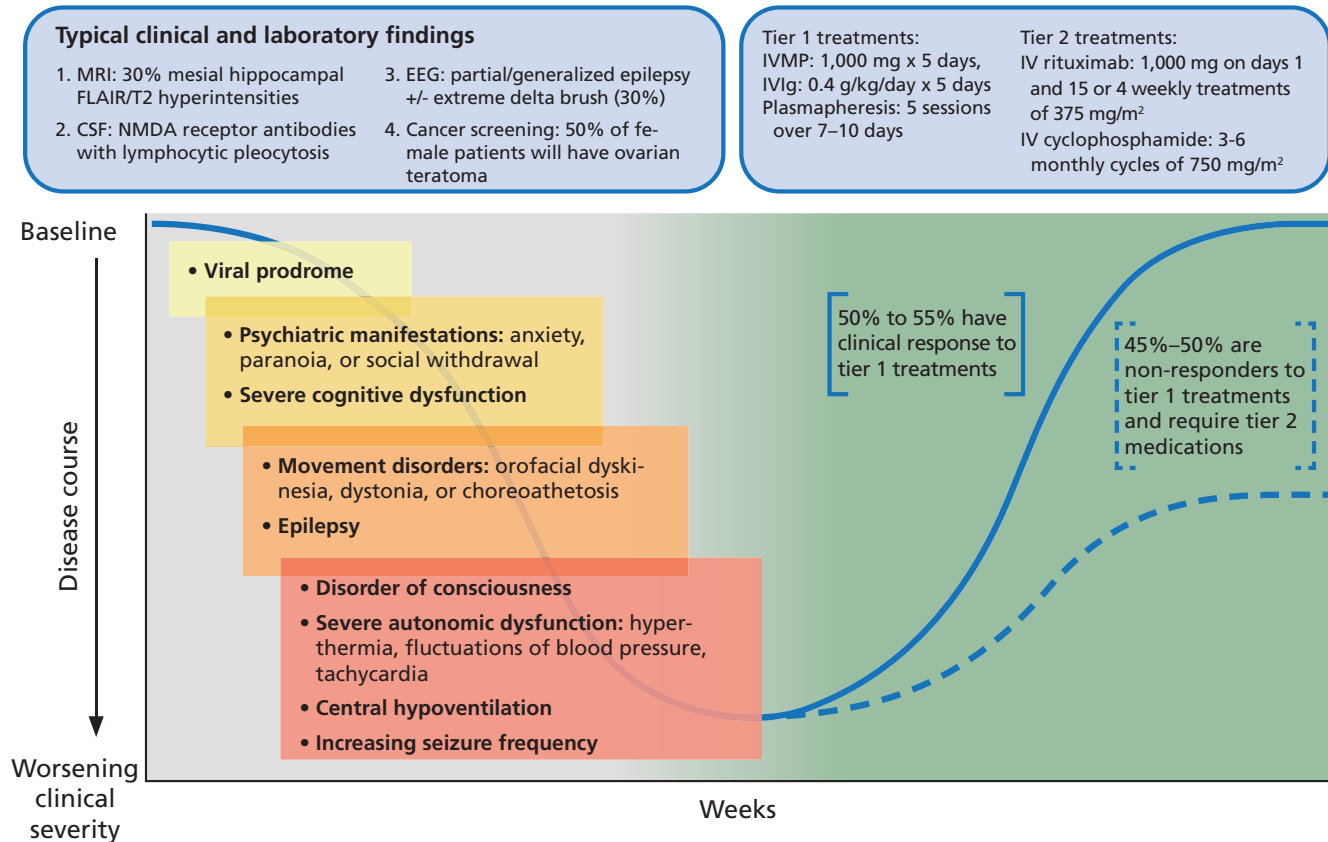 Typical clinical and laboratory findings
1. MRI: 30% mesial hippocampal
FLAIR/T2 hyperintensities
2. CSF: NMDA receptor antibodies
with lymphocytic pleocytosis
3. EEG: partial/generalized epilepsy
+/- extreme delta brush (30%)
4. Cancer screening: 50% of fe-
male patients will have ovarian
teratoma
Tier 1 treatments:
IVMP: 1,000 mg x 5 days,
IVIg: 0.4 g/kg/day x 5 days
Plasmapheresis: 5 sessions
over 7–10 days
Tier 2 treatments:
IV rituximab: 1,000 mg on days 1
and 15 or 4 weekly treatments
of 375 mg/m²
IV cyclophosphamide: 3-6
monthly cycles of 750 mg/m²
Baseline
Disease course
Worsening
clinical
severity
• Viral prodrome
• Psychiatric manifestations: anxiety,
paranoia, or social withdrawal
• Severe cognitive dysfunction
• Movement disorders: orofacial dyski-
nesia, dystonia, or choreoathetosis
• Epilepsy
• Disorder of consciousness
• Severe autonomic dysfunction: hyper-
thermia, fluctuations of blood pressure,
tachycardia
• Central hypoventilation
• Increasing seizure frequency
50% to 55% have
clinical response to
tier 1 treatments
45%–50% are
non-responders to
tier 1 treatments
and require tier 2
medications
Weeks